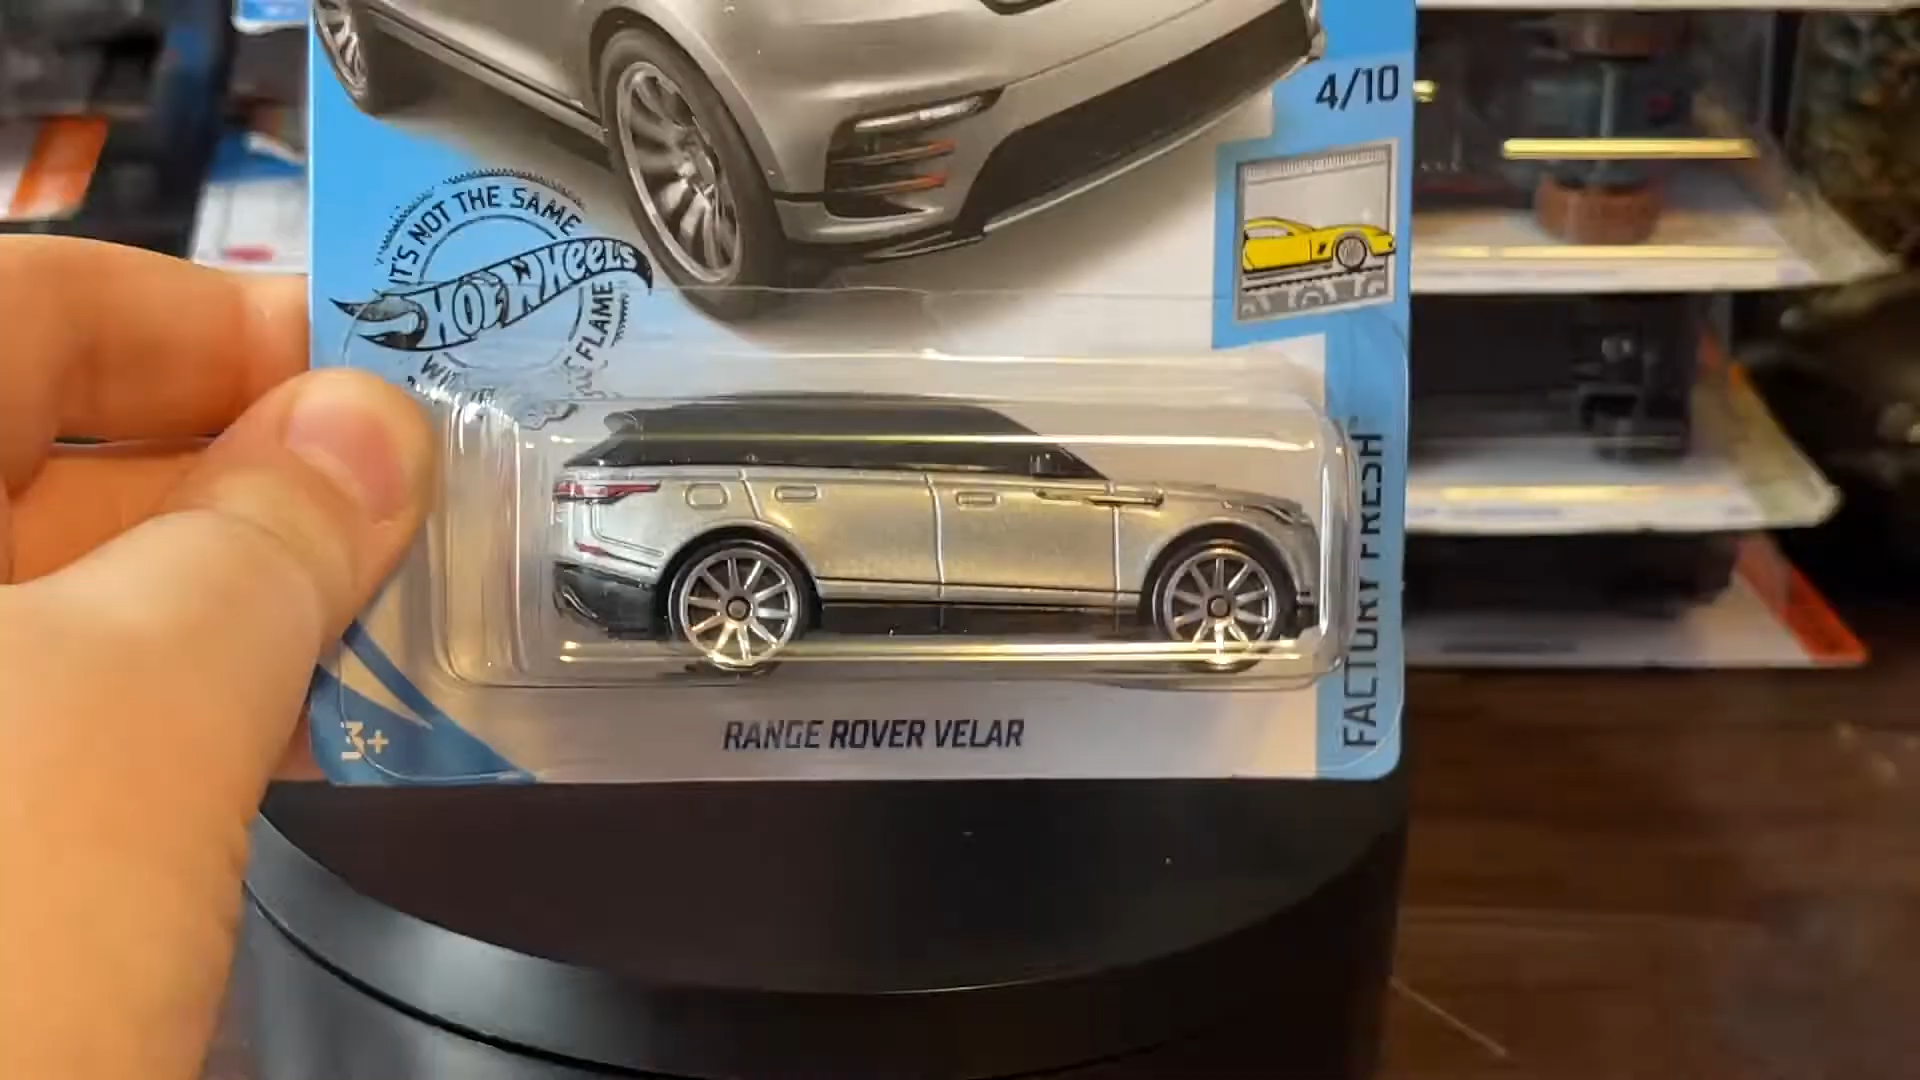 4/10
IT'S NOT THE SAME
HOT WHEELS
FLAME
FACTORY FRESH
RANGE ROVER VELAR
3+